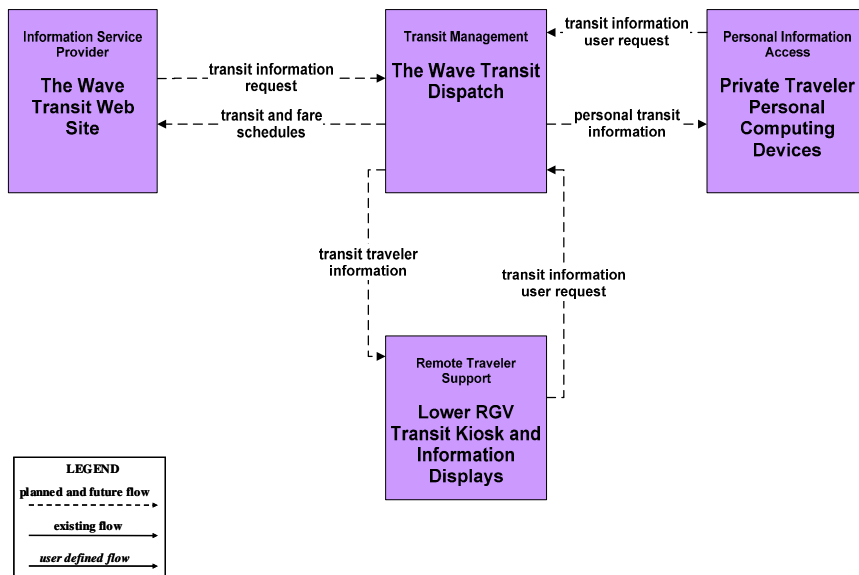 Information Service
Provider
The Wave
Transit Web
Site
transit information
request
transit and fare
schedules
Transit Management
The Wave Transit
Dispatch
transit information
user request
personal transit
information
Personal Information
Access
Private Traveler
Personal
Computing
Devices
transit traveler
information
transit information
user request
Remote Traveler
Support
Lower RGV
Transit Kiosk and
Information
Displays
LEGEND
planned and future flow
existing flow
user defined flow